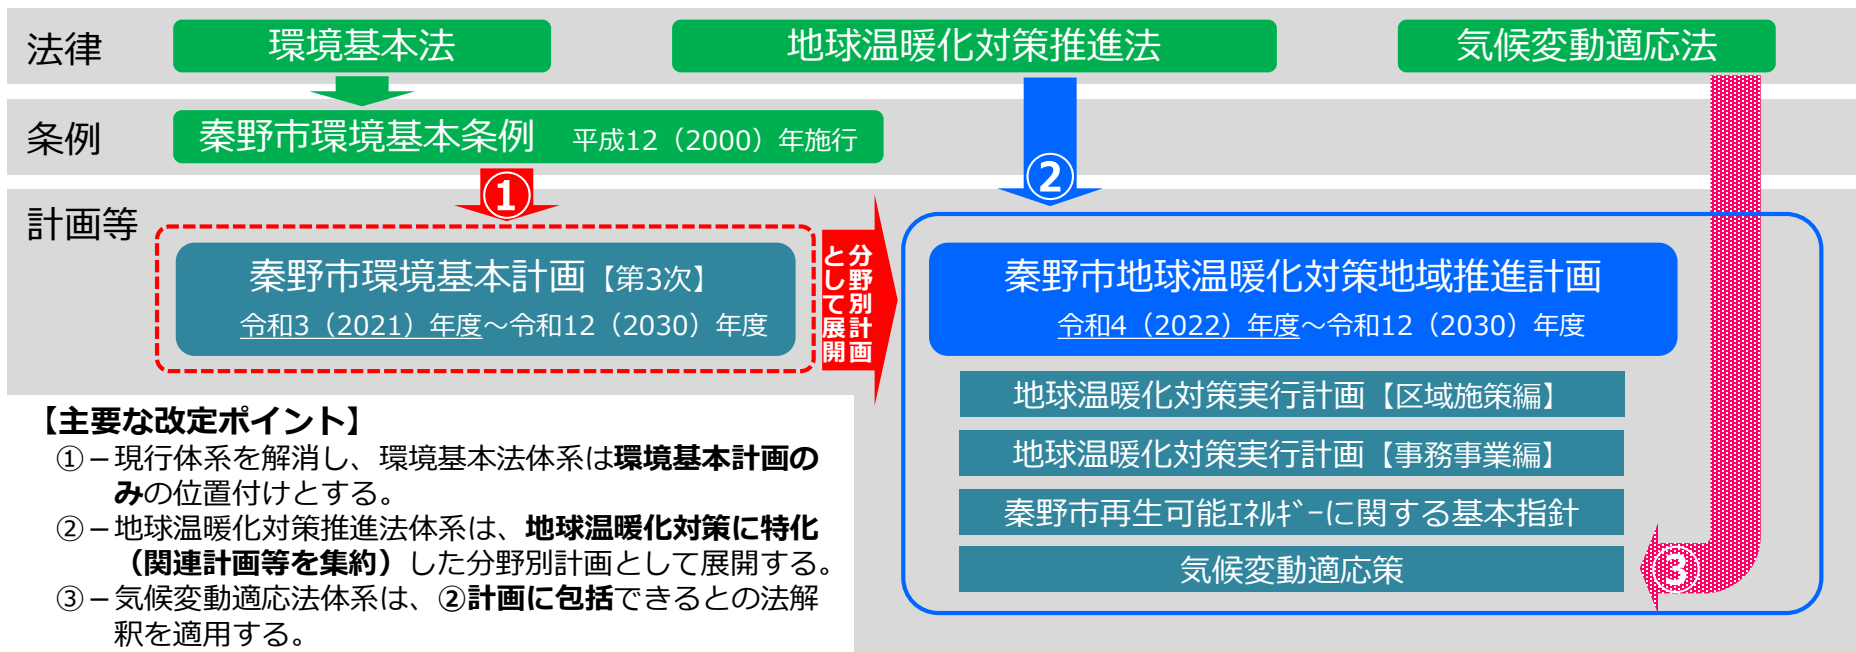 法律
環境基本法
地球温暖化対策推進法
気候変動適応法
条例
秦野市環境基本条例 平成12（2000）年施行
①
②
計画等
秦野市環境基本計画【第3次】
令和3（2021）年度～令和12（2030）年度
分野別計画
として展開
秦野市地球温暖化対策地域推進計画
令和4（2022）年度～令和12（2030）年度
地球温暖化対策実行計画【区域施策編】
地球温暖化対策実行計画【事務事業編】
秦野市再生可能ｴﾈﾙｷﾞｰに関する基本指針
気候変動適応策
③
【主要な改定ポイント】
①－現行体系を解消し、環境基本法体系は環境基本計画の
みの位置付けとする。
②－地球温暖化対策推進法体系は、地球温暖化対策に特化
（関連計画等を集約）した分野別計画として展開する。
③－気候変動適応法体系は、②計画に包括できるとの法解
釈を適用する。